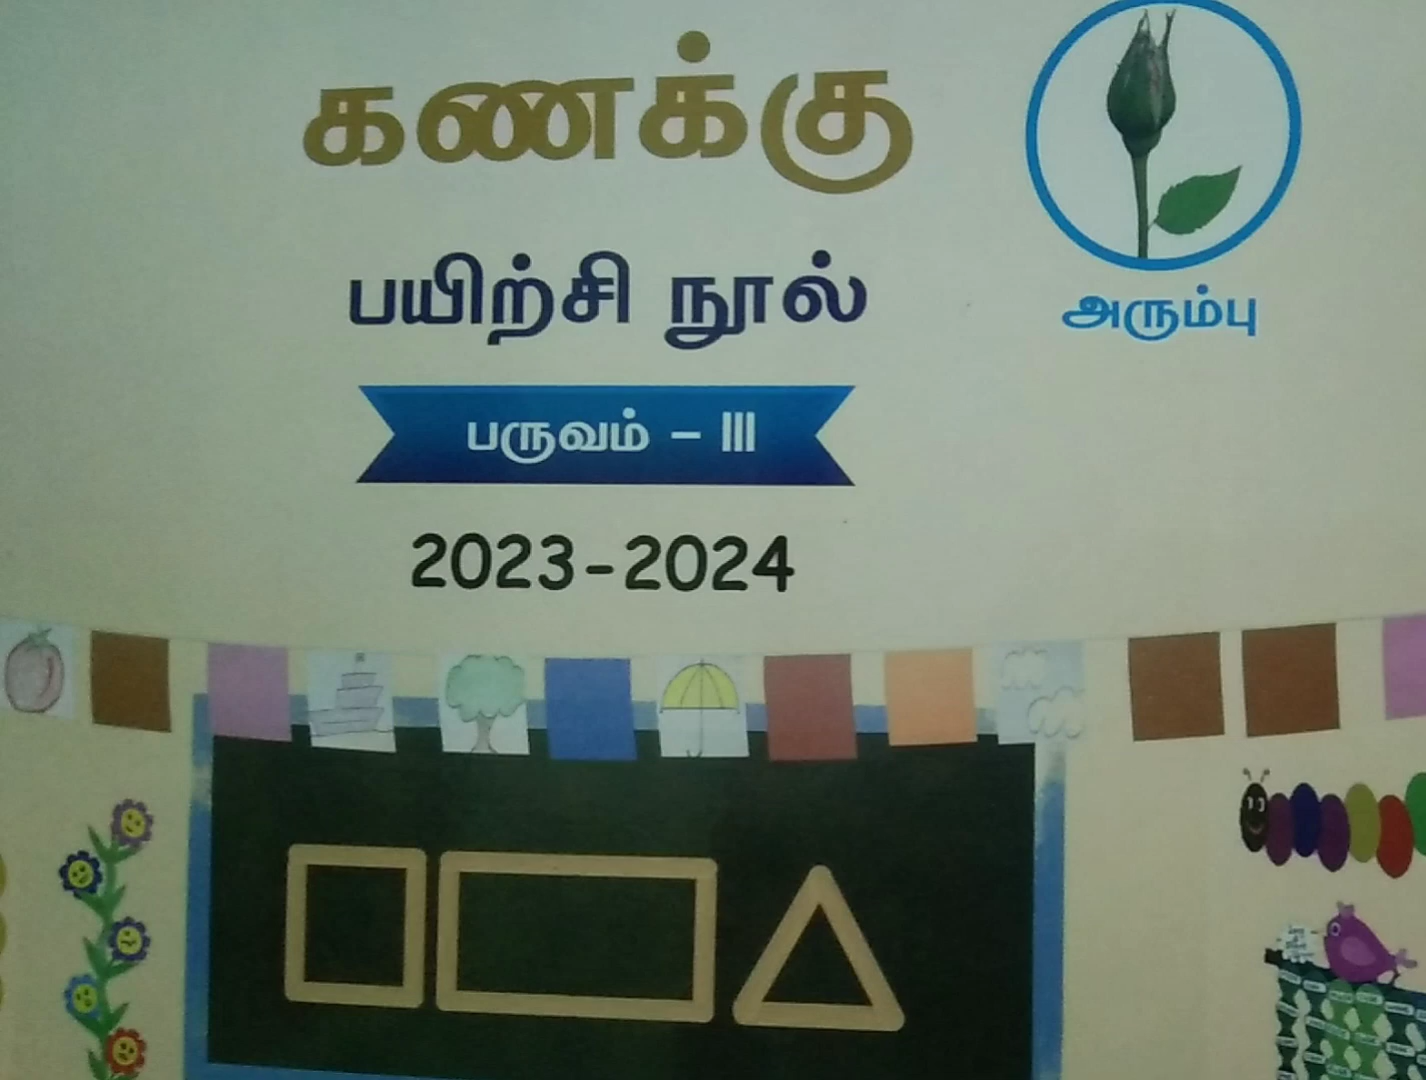 கணக்கு
பயிற்சி நூல்
அரும்பு
பருவம் – III
2023-2024